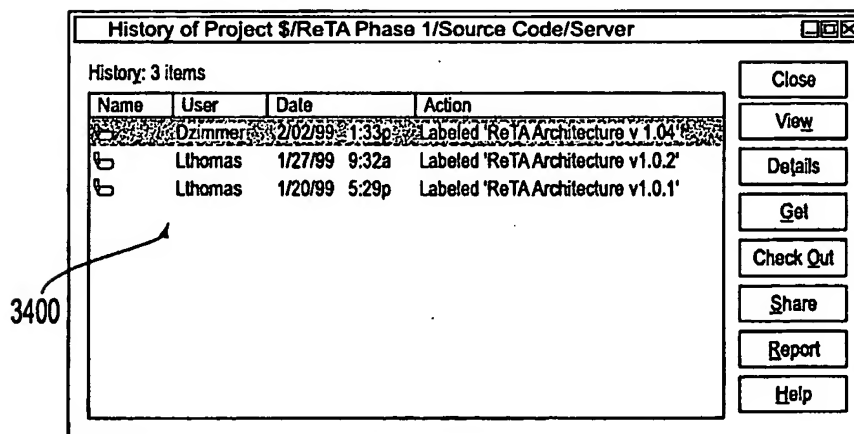 History of Project $/ReTA Phase 1/Source Code/Server
History: 3 items
Name User Date Action
Dzimmer 2/02/99 1:33p Labeled 'ReTA Architecture v 1.04'
Lthomas 1/27/99 9:32a Labeled 'ReTA Architecture v1.0.2'
Lthomas 1/20/99 5:29p Labeled 'ReTA Architecture v1.0.1'
Close
View
Details
Get
Check Out
Share
Report
Help
3400